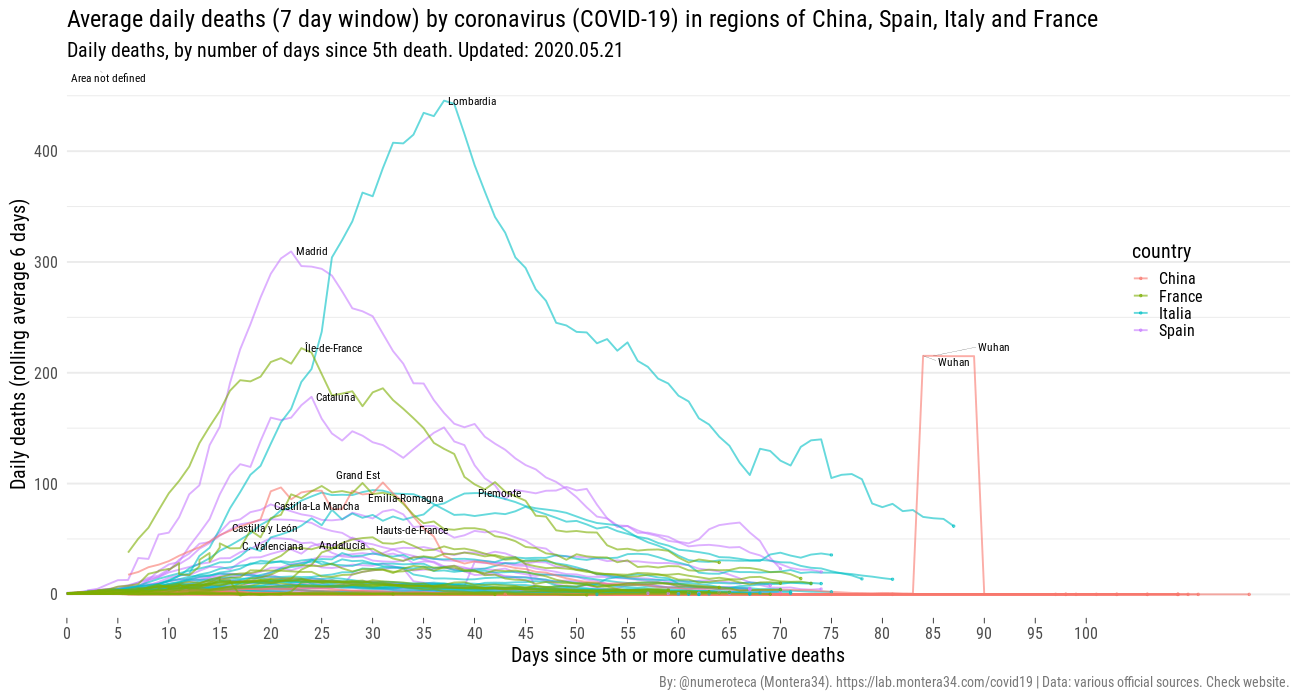 Average daily deaths (7 day window) by coronavirus (COVID-19) in regions of China, Spain, Italy and France
Daily deaths, by number of days since 5th death. Updated: 2020.05.21
Area not defined
Lombardia
400
Daily deaths (rolling average 6 days)
Madrid
300
country
China
France
Italia
Spain
Île-de-France
Wuhan
Wuhan
200
Cataluña
Grand Est
100
Piemonte
Emilia-Romagna
Castilla-La Mancha
Castilla y León
Hauts-de-France
C. Valenciana
Andalucía
0
0 5 10 15 20 25 30 35 40 45 50 55 60 65 70 75 80 85 90 95 100
Days since 5th or more cumulative deaths
By: @numeroteca (Montera34). https://lab.montera34.com/covid19 | Data: various official sources. Check website.